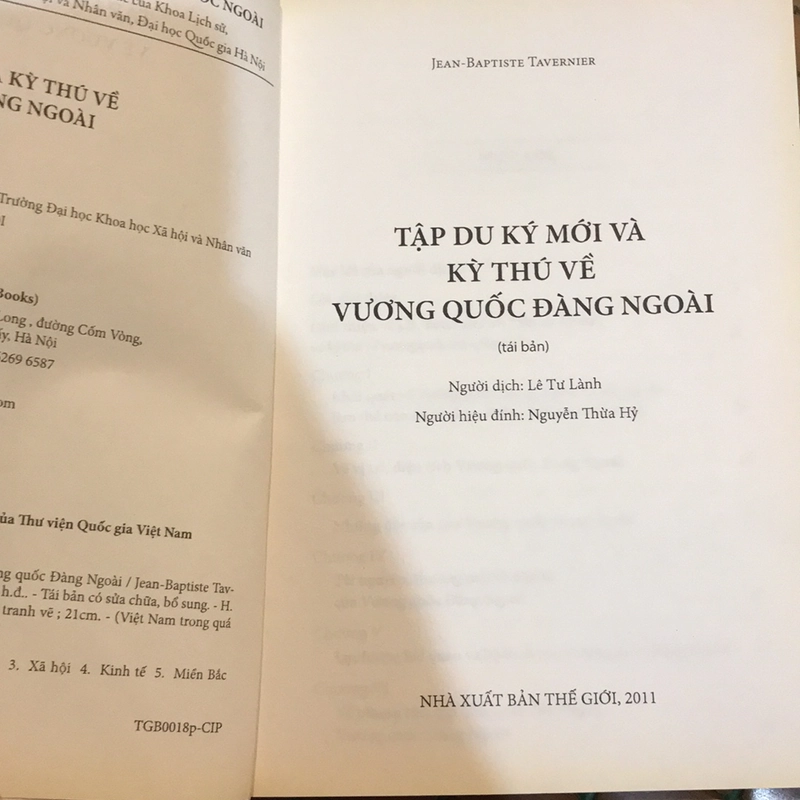 ỐC NGOÀI
của Khoa Lịch sử,
và Nhân văn, Đại học Quốc gia Hà Nội
KỲ THÚ VỀ
NGOÀI
Trường Đại học Khoa học Xã hội và Nhân văn
Books)
Long , đường Cốm Vòng,
Hà Nội
6269 6587
om
của Thư viện Quốc gia Việt Nam
quốc Đàng Ngoài / Jean-Baptiste Tav-
h.đ.. - Tái bản có sửa chữa, bổ sung. - H.
tranh vẽ ; 21cm. - (Việt Nam trong quá
3. Xã hội 4. Kinh tế 5. Miền Bắc
TGB0018p-CIP
JEAN-BAPTISTE TAVERNIER
TẬP DU KÝ MỚI VÀ
KỲ THÚ VỀ
VƯƠNG QUỐC ĐÀNG NGOÀI
(tái bản)
Người dịch: Lê Tư Lành
Người hiệu đính: Nguyễn Thừa Hỷ
NHÀ XUẤT BẢN THẾ GIỚI, 2011